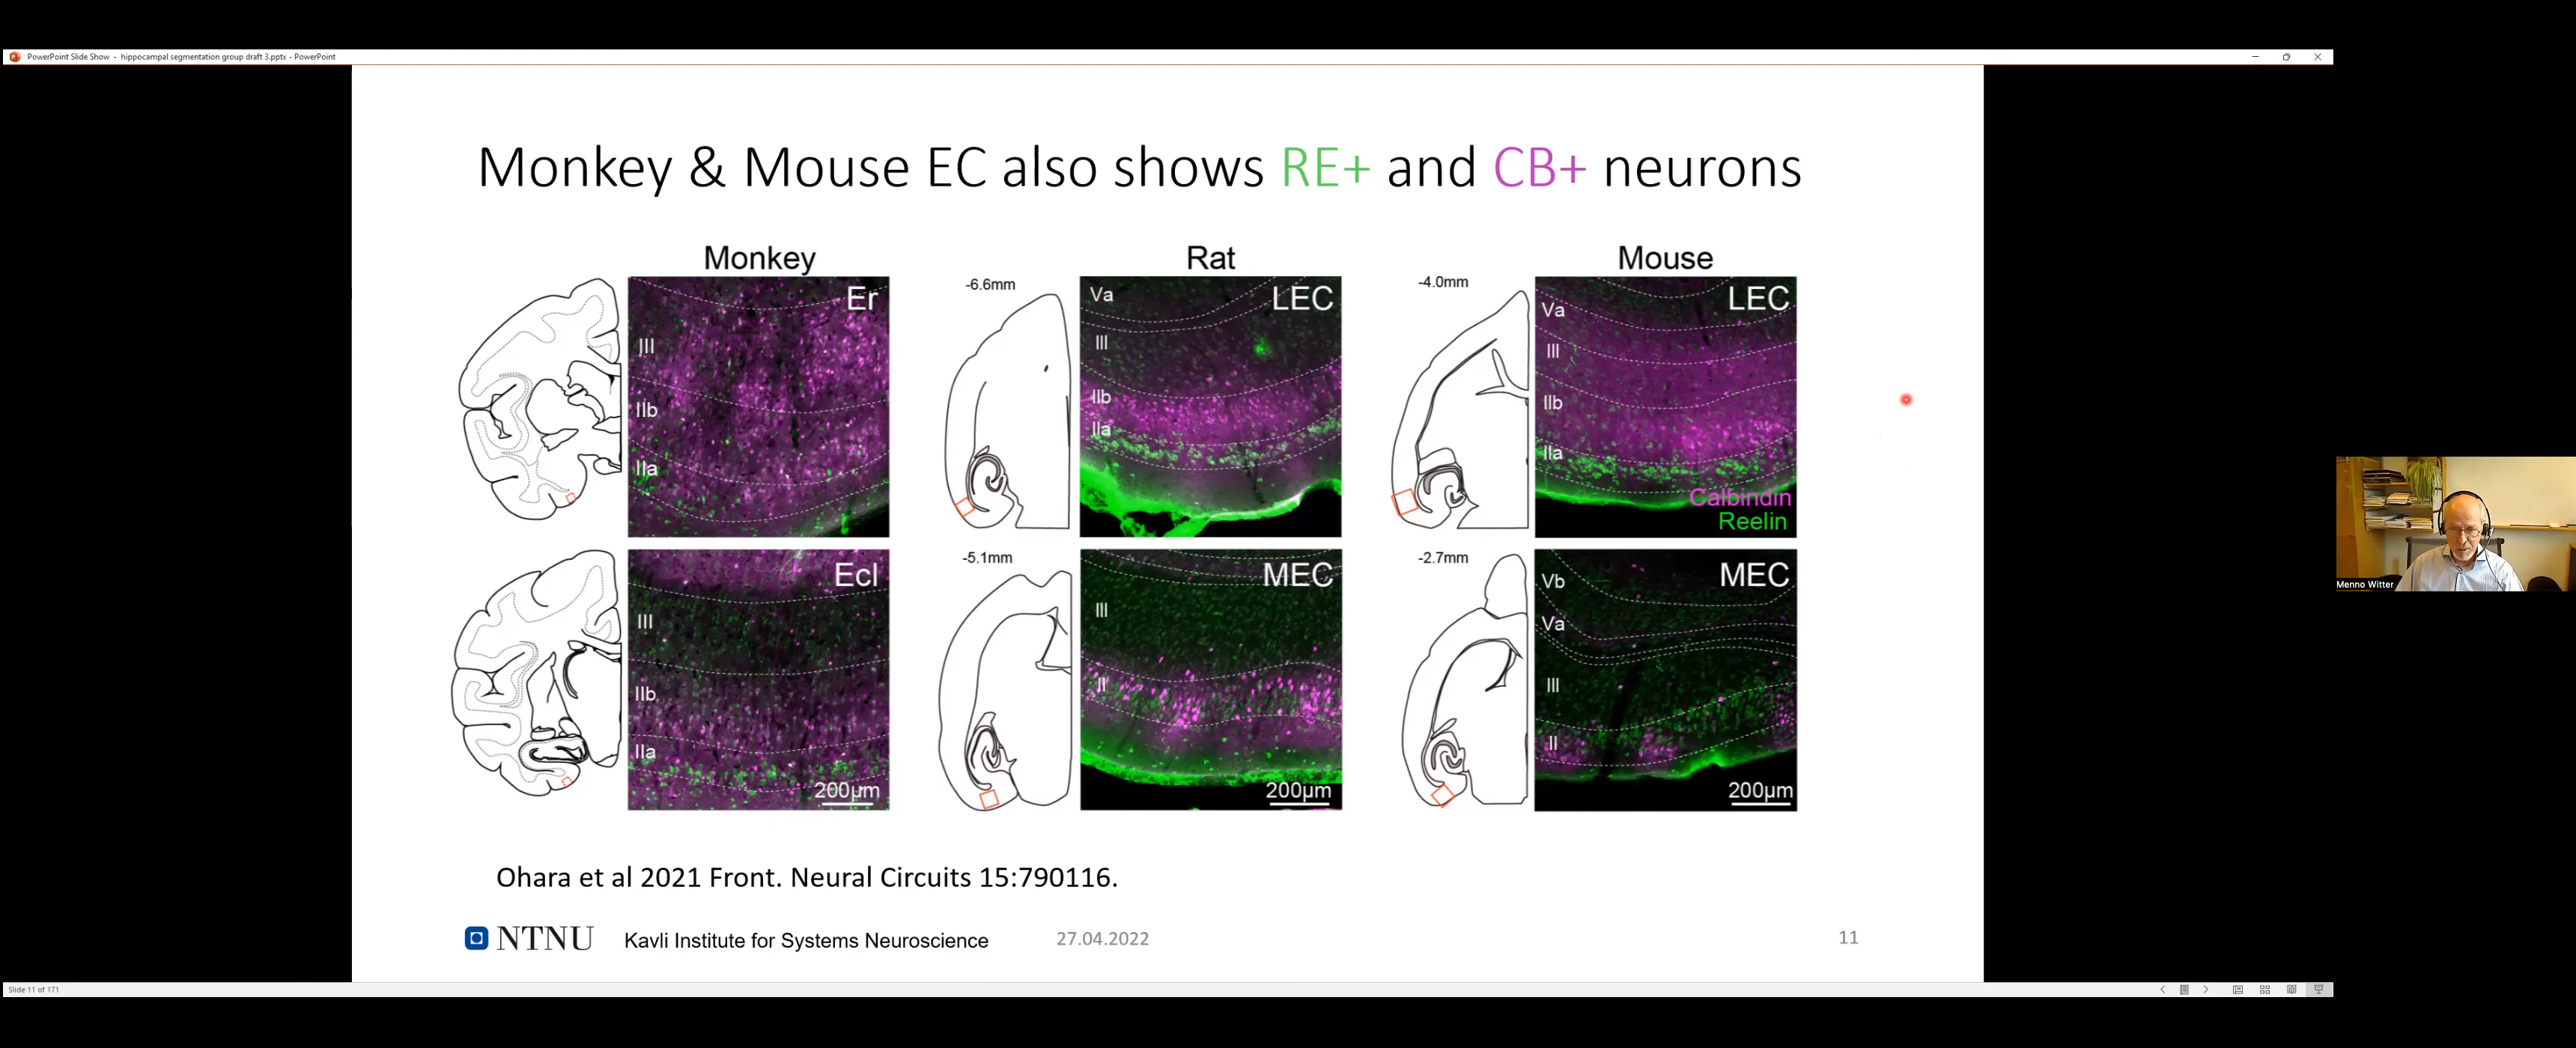 PowerPoint Slide Show - hippocampal segmentation group draft 3.pptx - PowerPoint
Monkey & Mouse EC also shows RE+ and CB+ neurons
Monkey
Rat
Mouse
Er
III
IIb
IIa
-6.6mm
Va
LEC
III
IIb
IIa
-4.0mm
LEC
Va
III
IIb
IIa
Calbindin
Reelin
Ecl
III
IIb
IIa
200µm
-5.1mm
MEC
III
II
200µm
-2.7mm
MEC
Vb
Va
III
II
200µm
Menno Witter
Ohara et al 2021 Front. Neural Circuits 15:790116.
NTNU
Kavli Institute for Systems Neuroscience
27.04.2022
11
Slide 11 of 171